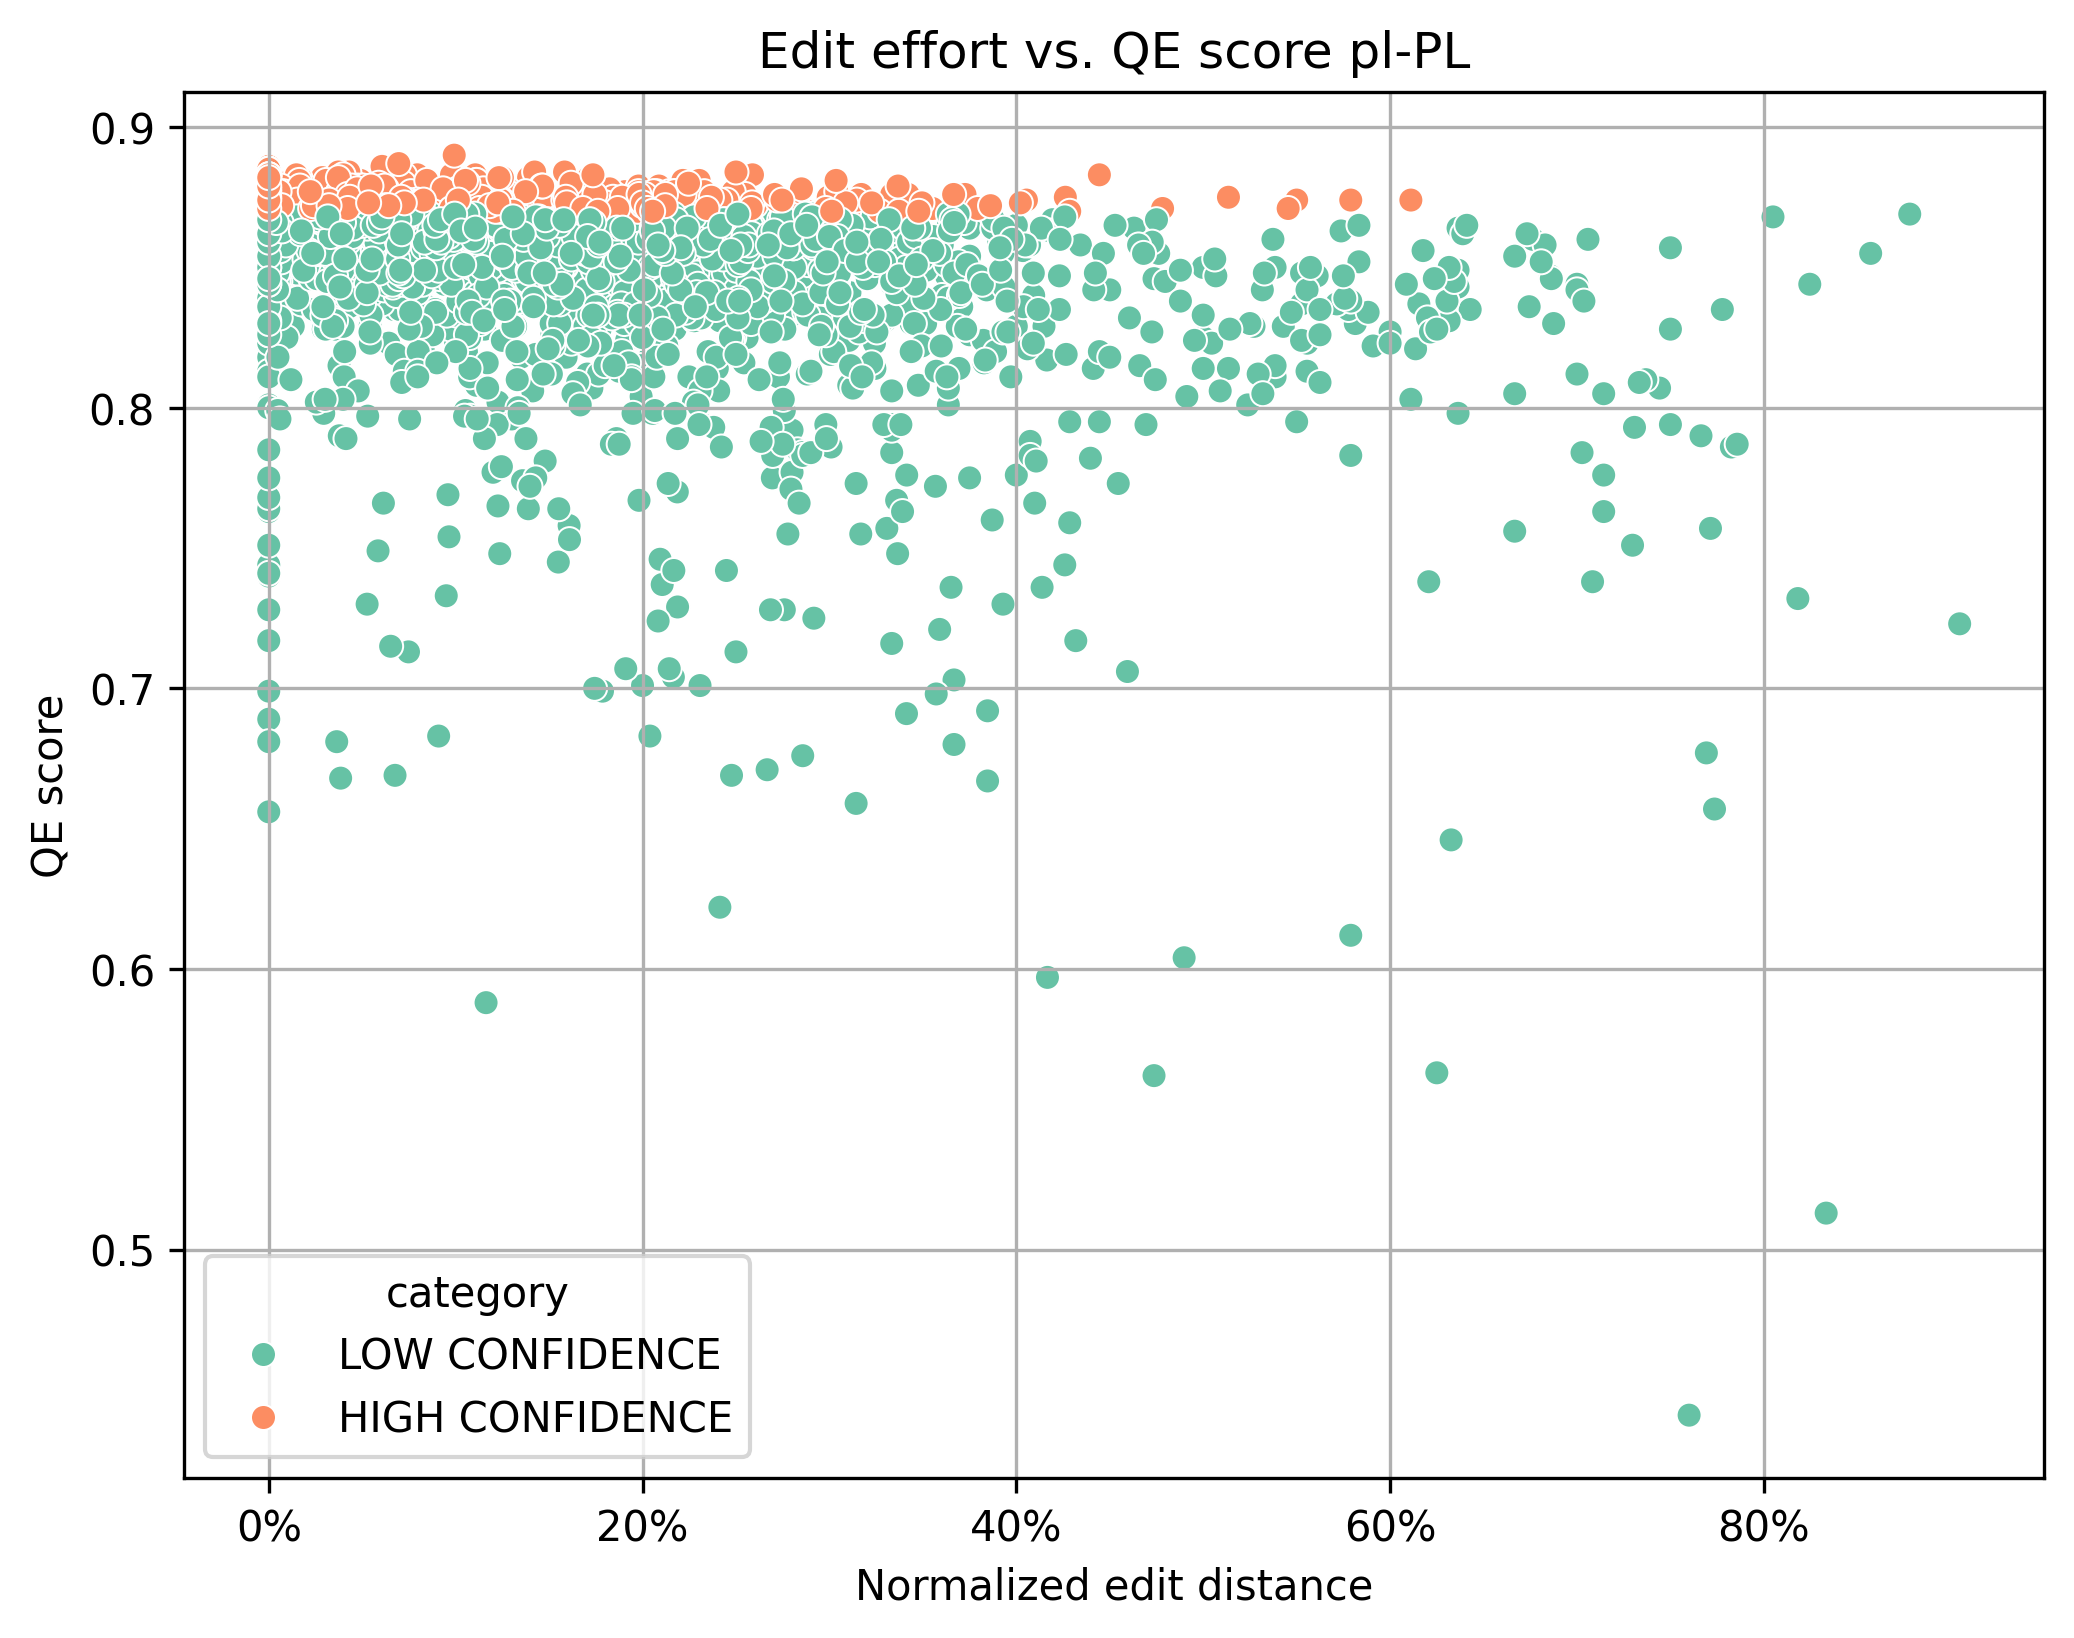 Edit effort vs. QE score pl-PL
0.9
0.8
0.7
0.6
0.5
QE score
category
LOW CONFIDENCE
HIGH CONFIDENCE
0% 20% 40% 60% 80%
Normalized edit distance